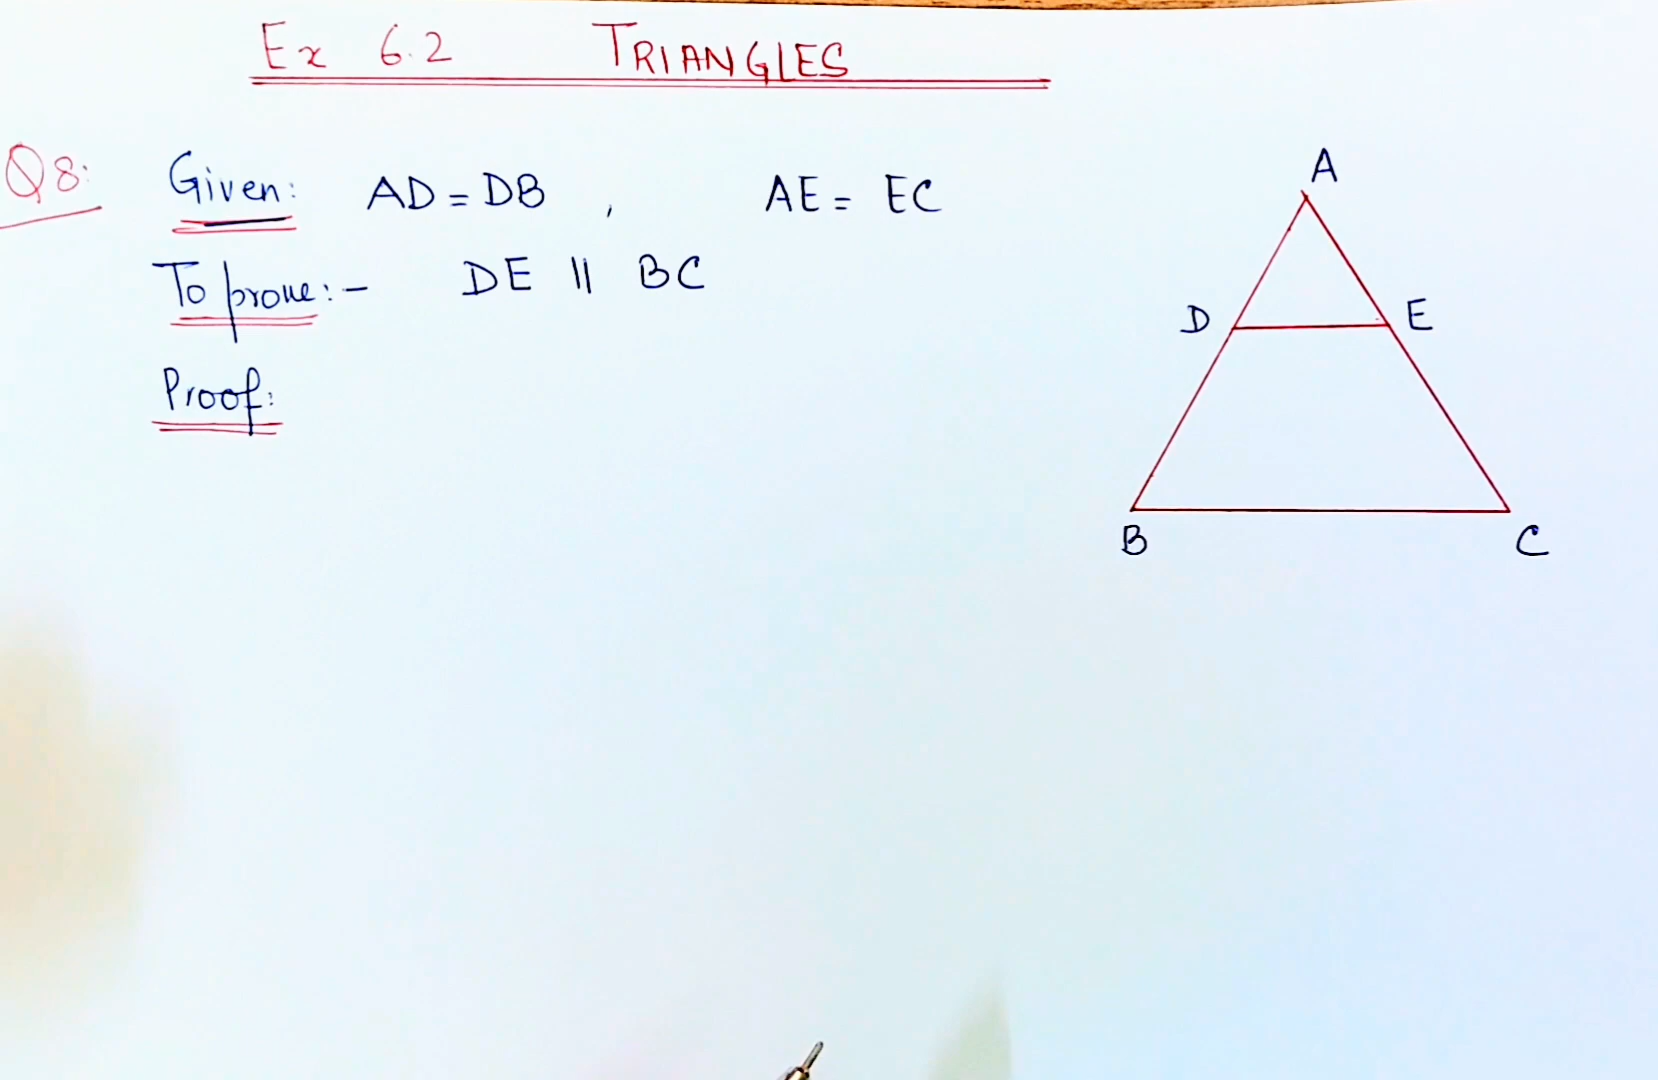 Ex 6.2 TRIANGLES
Q8: Given: AD = DB , AE = EC
To prove:- DE || BC
Proof:
A
D E
B C